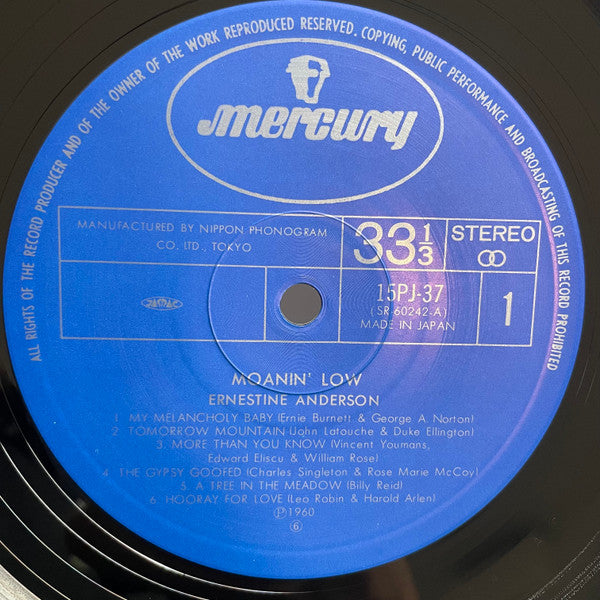 ALL RIGHTS OF THE RECORD PRODUCER AND OF THE OWNER OF THE WORK REPRODUCED RESERVED. COPYING, PUBLIC PERFORMANCE AND BROADCASTING OF THIS RECORD PROHIBITED
mercury
MANUFACTURED BY NIPPON PHONOGRAM
CO. LTD., TOKYO
33 1/3
STEREO
JASRAC
15PJ-37
(SR-60242-A)
MADE IN JAPAN
1
MOANIN' LOW
ERNESTINE ANDERSON
1 MY MELANCHOLY BABY (Ernie Burnett & George A. Norton)
2. TOMORROW MOUNTAIN (John Latouche & Duke Ellington)
3. MORE THAN YOU KNOW (Vincent Youmans,
Edward Eliscu & William Rose)
4. THE GYPSY GOOFED (Charles Singleton & Rose Marie McCoy)
5. A TREE IN THE MEADOW (Billy Reid)
6. HOORAY FOR LOVE (Leo Robin & Harold Arlen)
Ⓟ1960
⑥